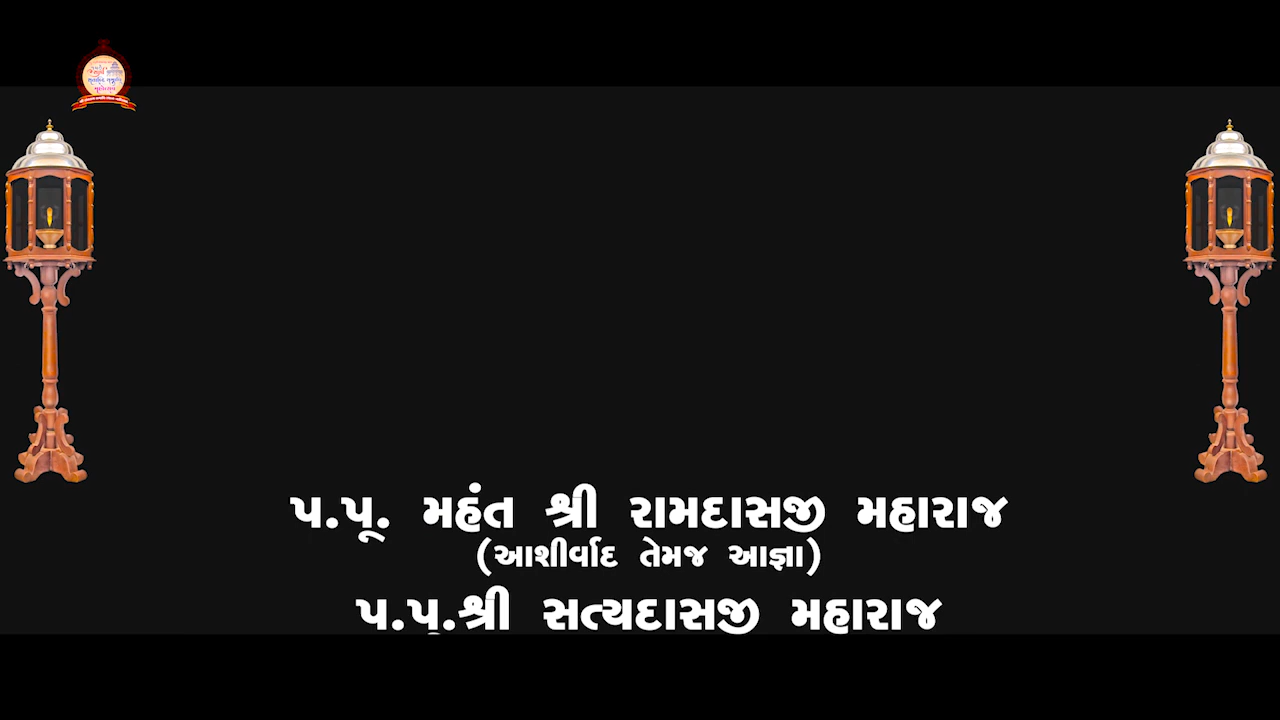 પ.પૂ. મહંત શ્રી રામદાસજી મહારાજ
(આશીર્વાદ તેમજ આજ્ઞા)
પ.પૂ.શ્રી સત્યદાસજી મહારાજ